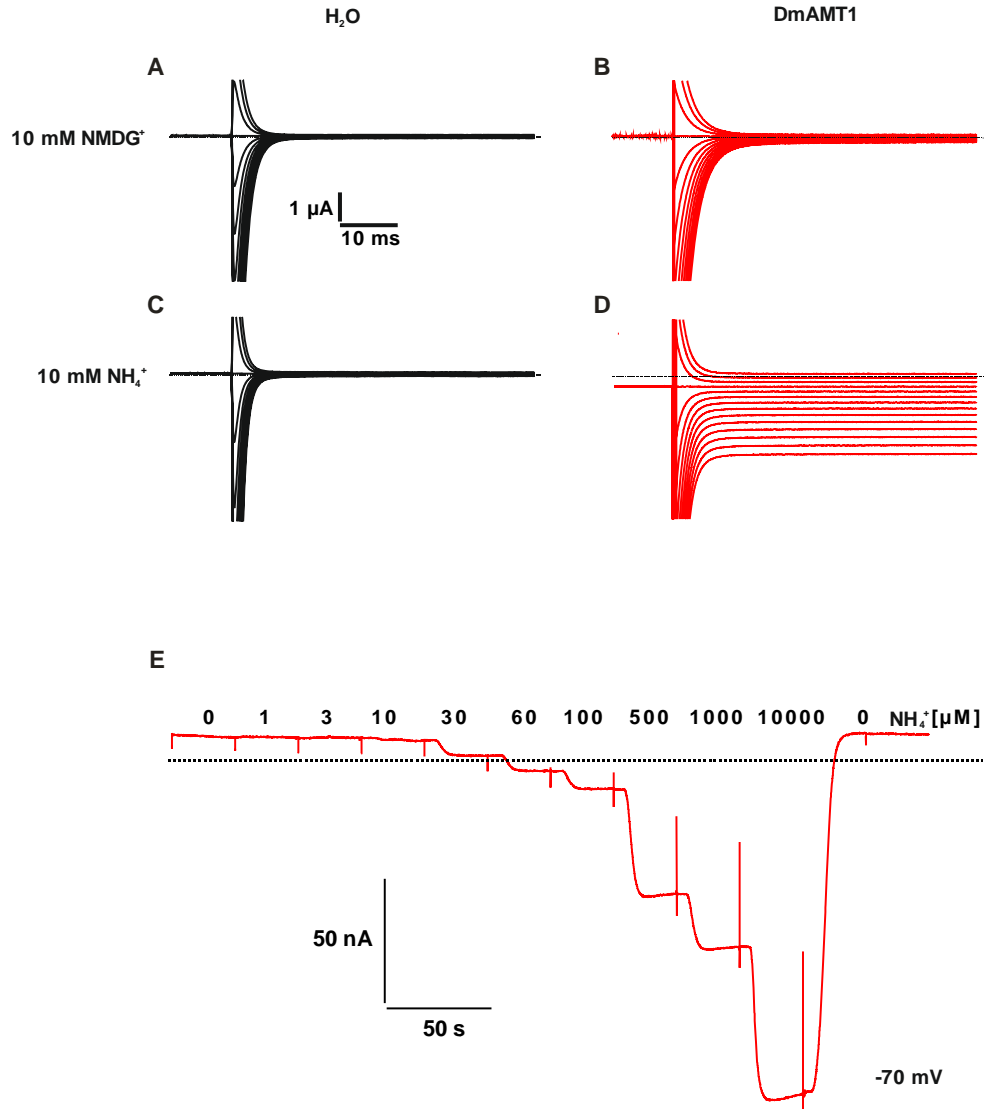 H₂O DmAMT1
A B
10 mM NMDG⁺
1 µA
10 ms
C D
10 mM NH₄⁺
E
0 1 3 10 30 60 100 500 1000 10000 0 NH₄⁺[µM]
50 nA
50 s
-70 mV